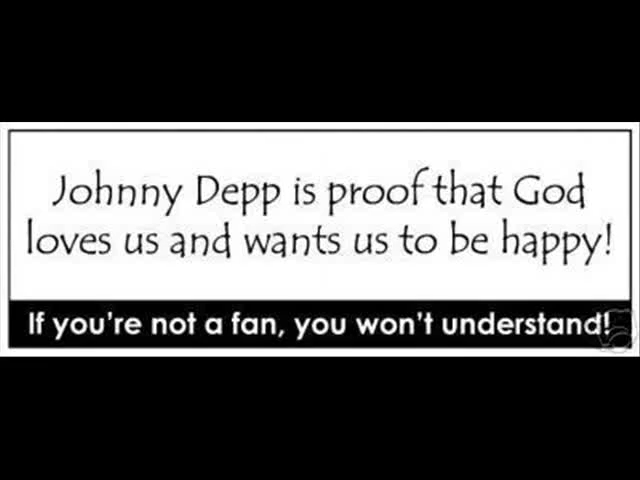 Johnny Depp is proof that God
loves us and wants us to be happy!
If you're not a fan, you won't understand!